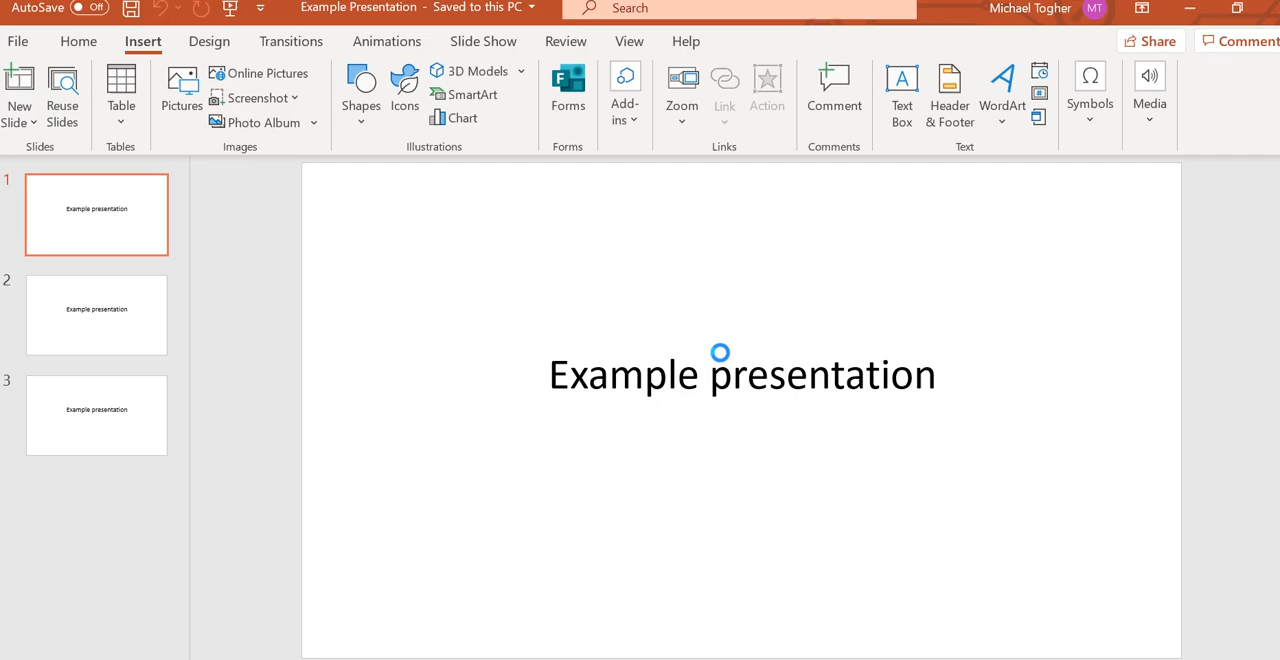 AutoSave Off Example Presentation - Saved to this PC Search Michael Togher MT
File Home Insert Design Transitions Animations Slide Show Review View Help Share Comment
New Slide
Reuse Slides
Table
Pictures
Online Pictures
Screenshot
Photo Album
Shapes
Icons
3D Models
SmartArt
Chart
Forms
Add-ins
Zoom
Link
Action
Comment
Text Box
Header & Footer
WordArt
Symbols
Media
Slides Tables Images Illustrations Forms Links Comments Text
1
Example presentation
2
Example presentation
3
Example presentation
Example presentation